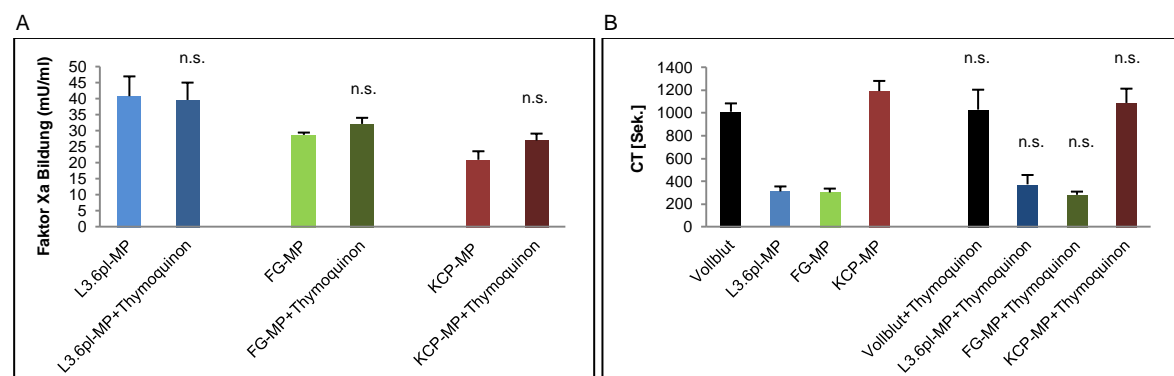 A
n.s.
n.s.
n.s.
Faktor Xa Bildung (mU/ml)
50
45
40
35
30
25
20
15
10
5
0
L3.6pl-MP
L3.6pl-MP+Thymoquinon
FG-MP
FG-MP+Thymoquinon
KCP-MP
KCP-MP+Thymoquinon
B
n.s.
n.s.
n.s.
n.s.
CT [Sek.]
1400
1200
1000
800
600
400
200
0
Vollblut
L3.6pl-MP
FG-MP
KCP-MP
Vollblut+Thymoquinon
L3.6pl-MP+Thymoquinon
FG-MP+Thymoquinon
KCP-MP+Thymoquinon